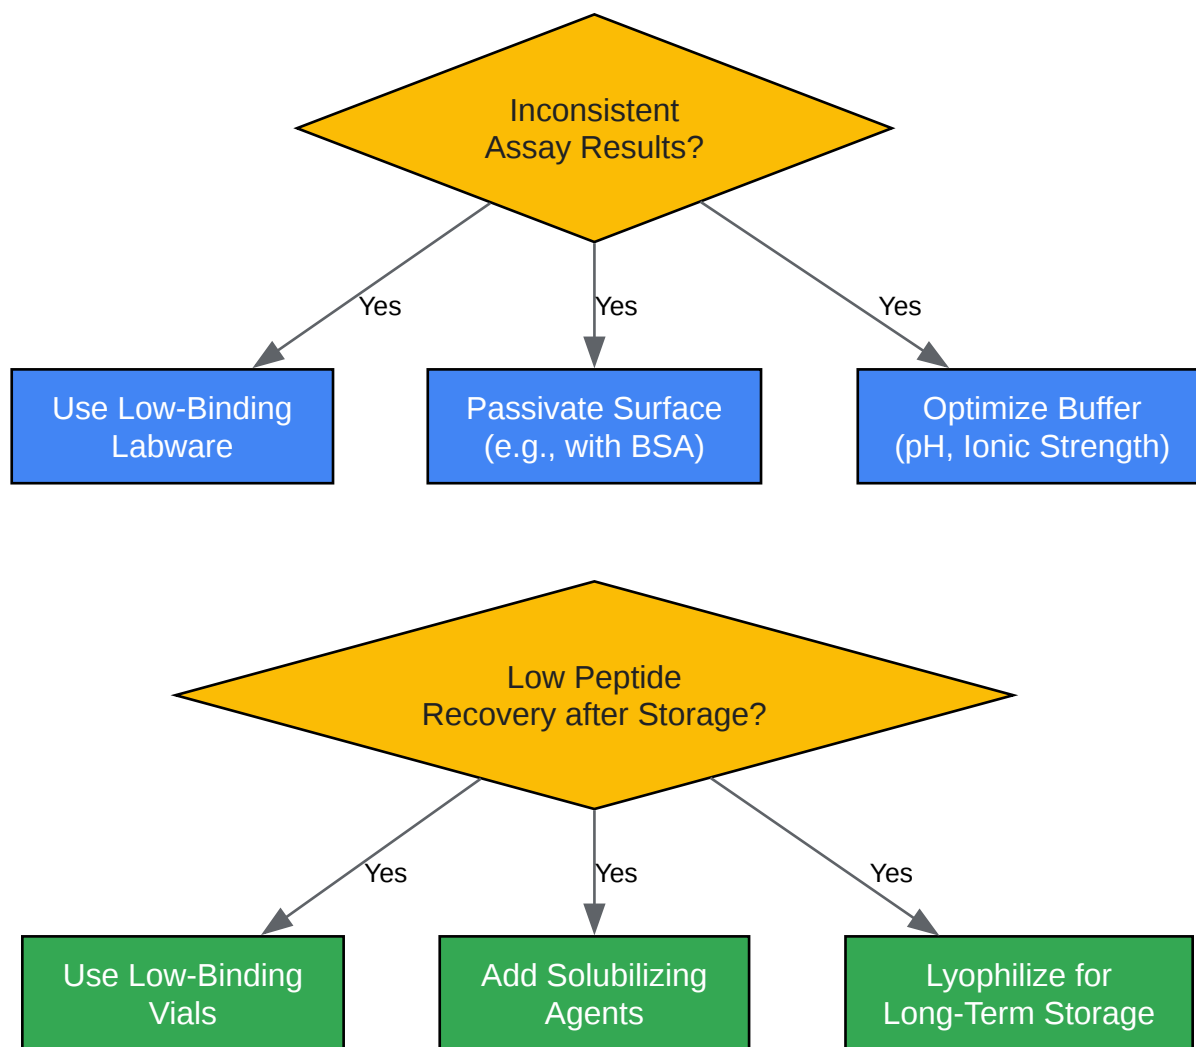 Inconsistent
Assay Results?
Yes
Yes
Yes
Use Low-Binding
Labware
Passivate Surface
(e.g., with BSA)
Optimize Buffer
(pH, Ionic Strength)
Low Peptide
Recovery after Storage?
Yes
Yes
Yes
Use Low-Binding
Vials
Add Solubilizing
Agents
Lyophilize for
Long-Term Storage